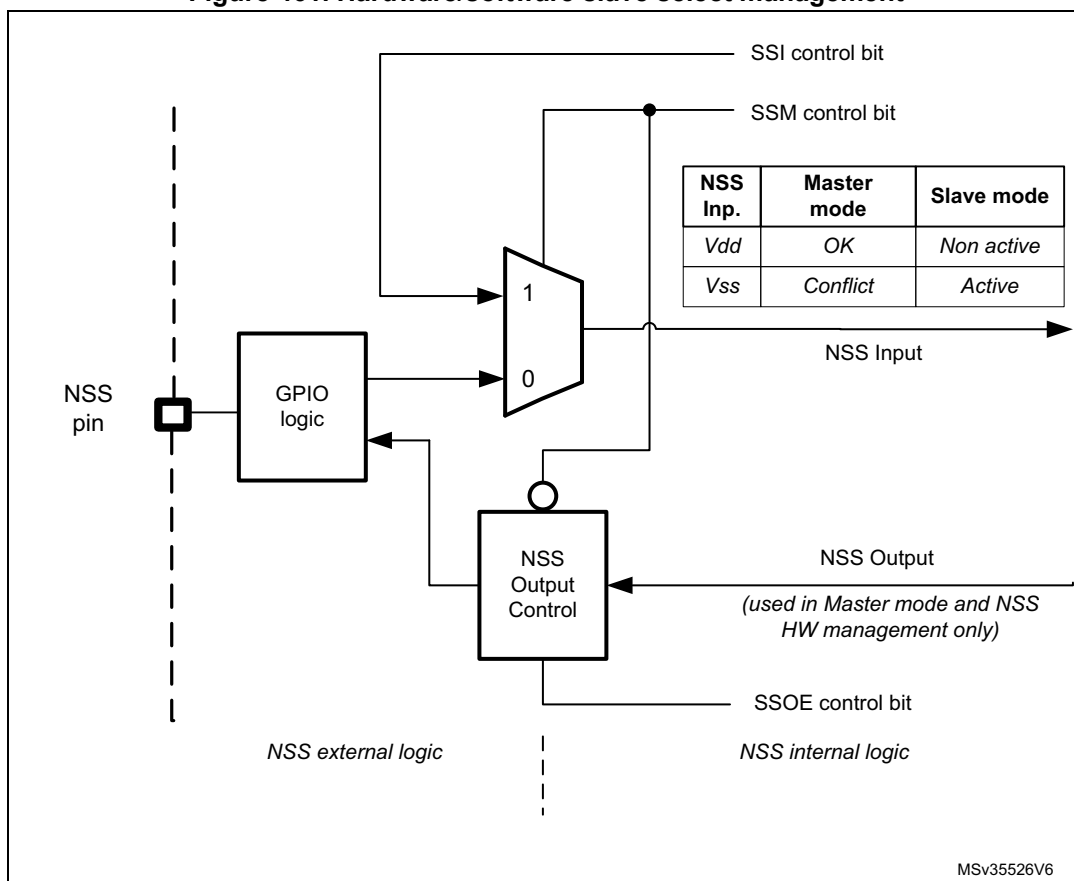 SSI control bit
SSM control bit
NSS Inp. Master mode Slave mode
Vdd OK Non active
Vss Conflict Active
1
NSS Input
0
NSS pin
GPIO logic
NSS Output Control
NSS Output
(used in Master mode and NSS
HW management only)
SSOE control bit
NSS external logic
NSS internal logic
MSv35526V6